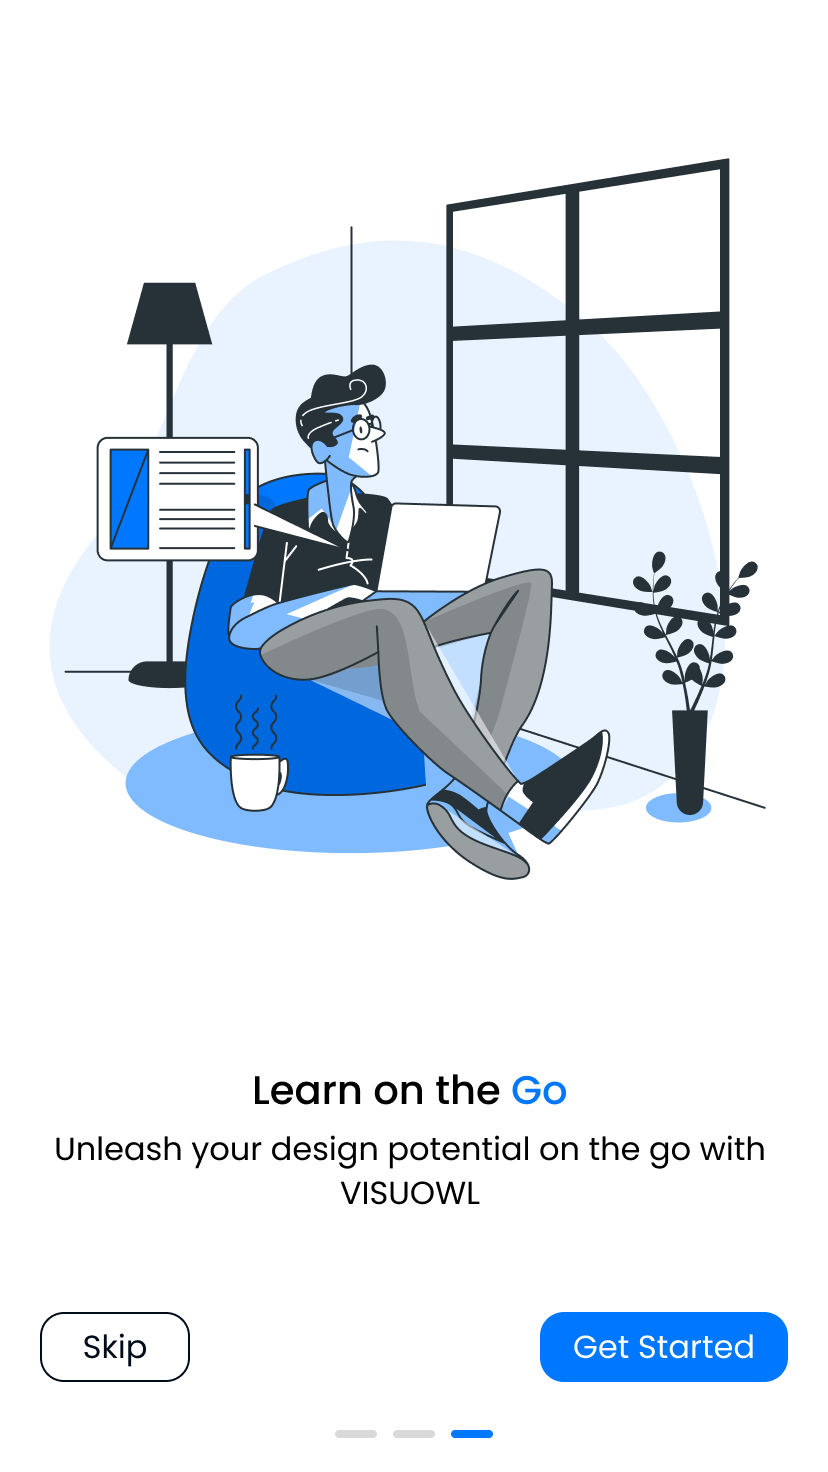 Learn on the Go
Unleash your design potential on the go with
VISUOWL
Skip
Get Started